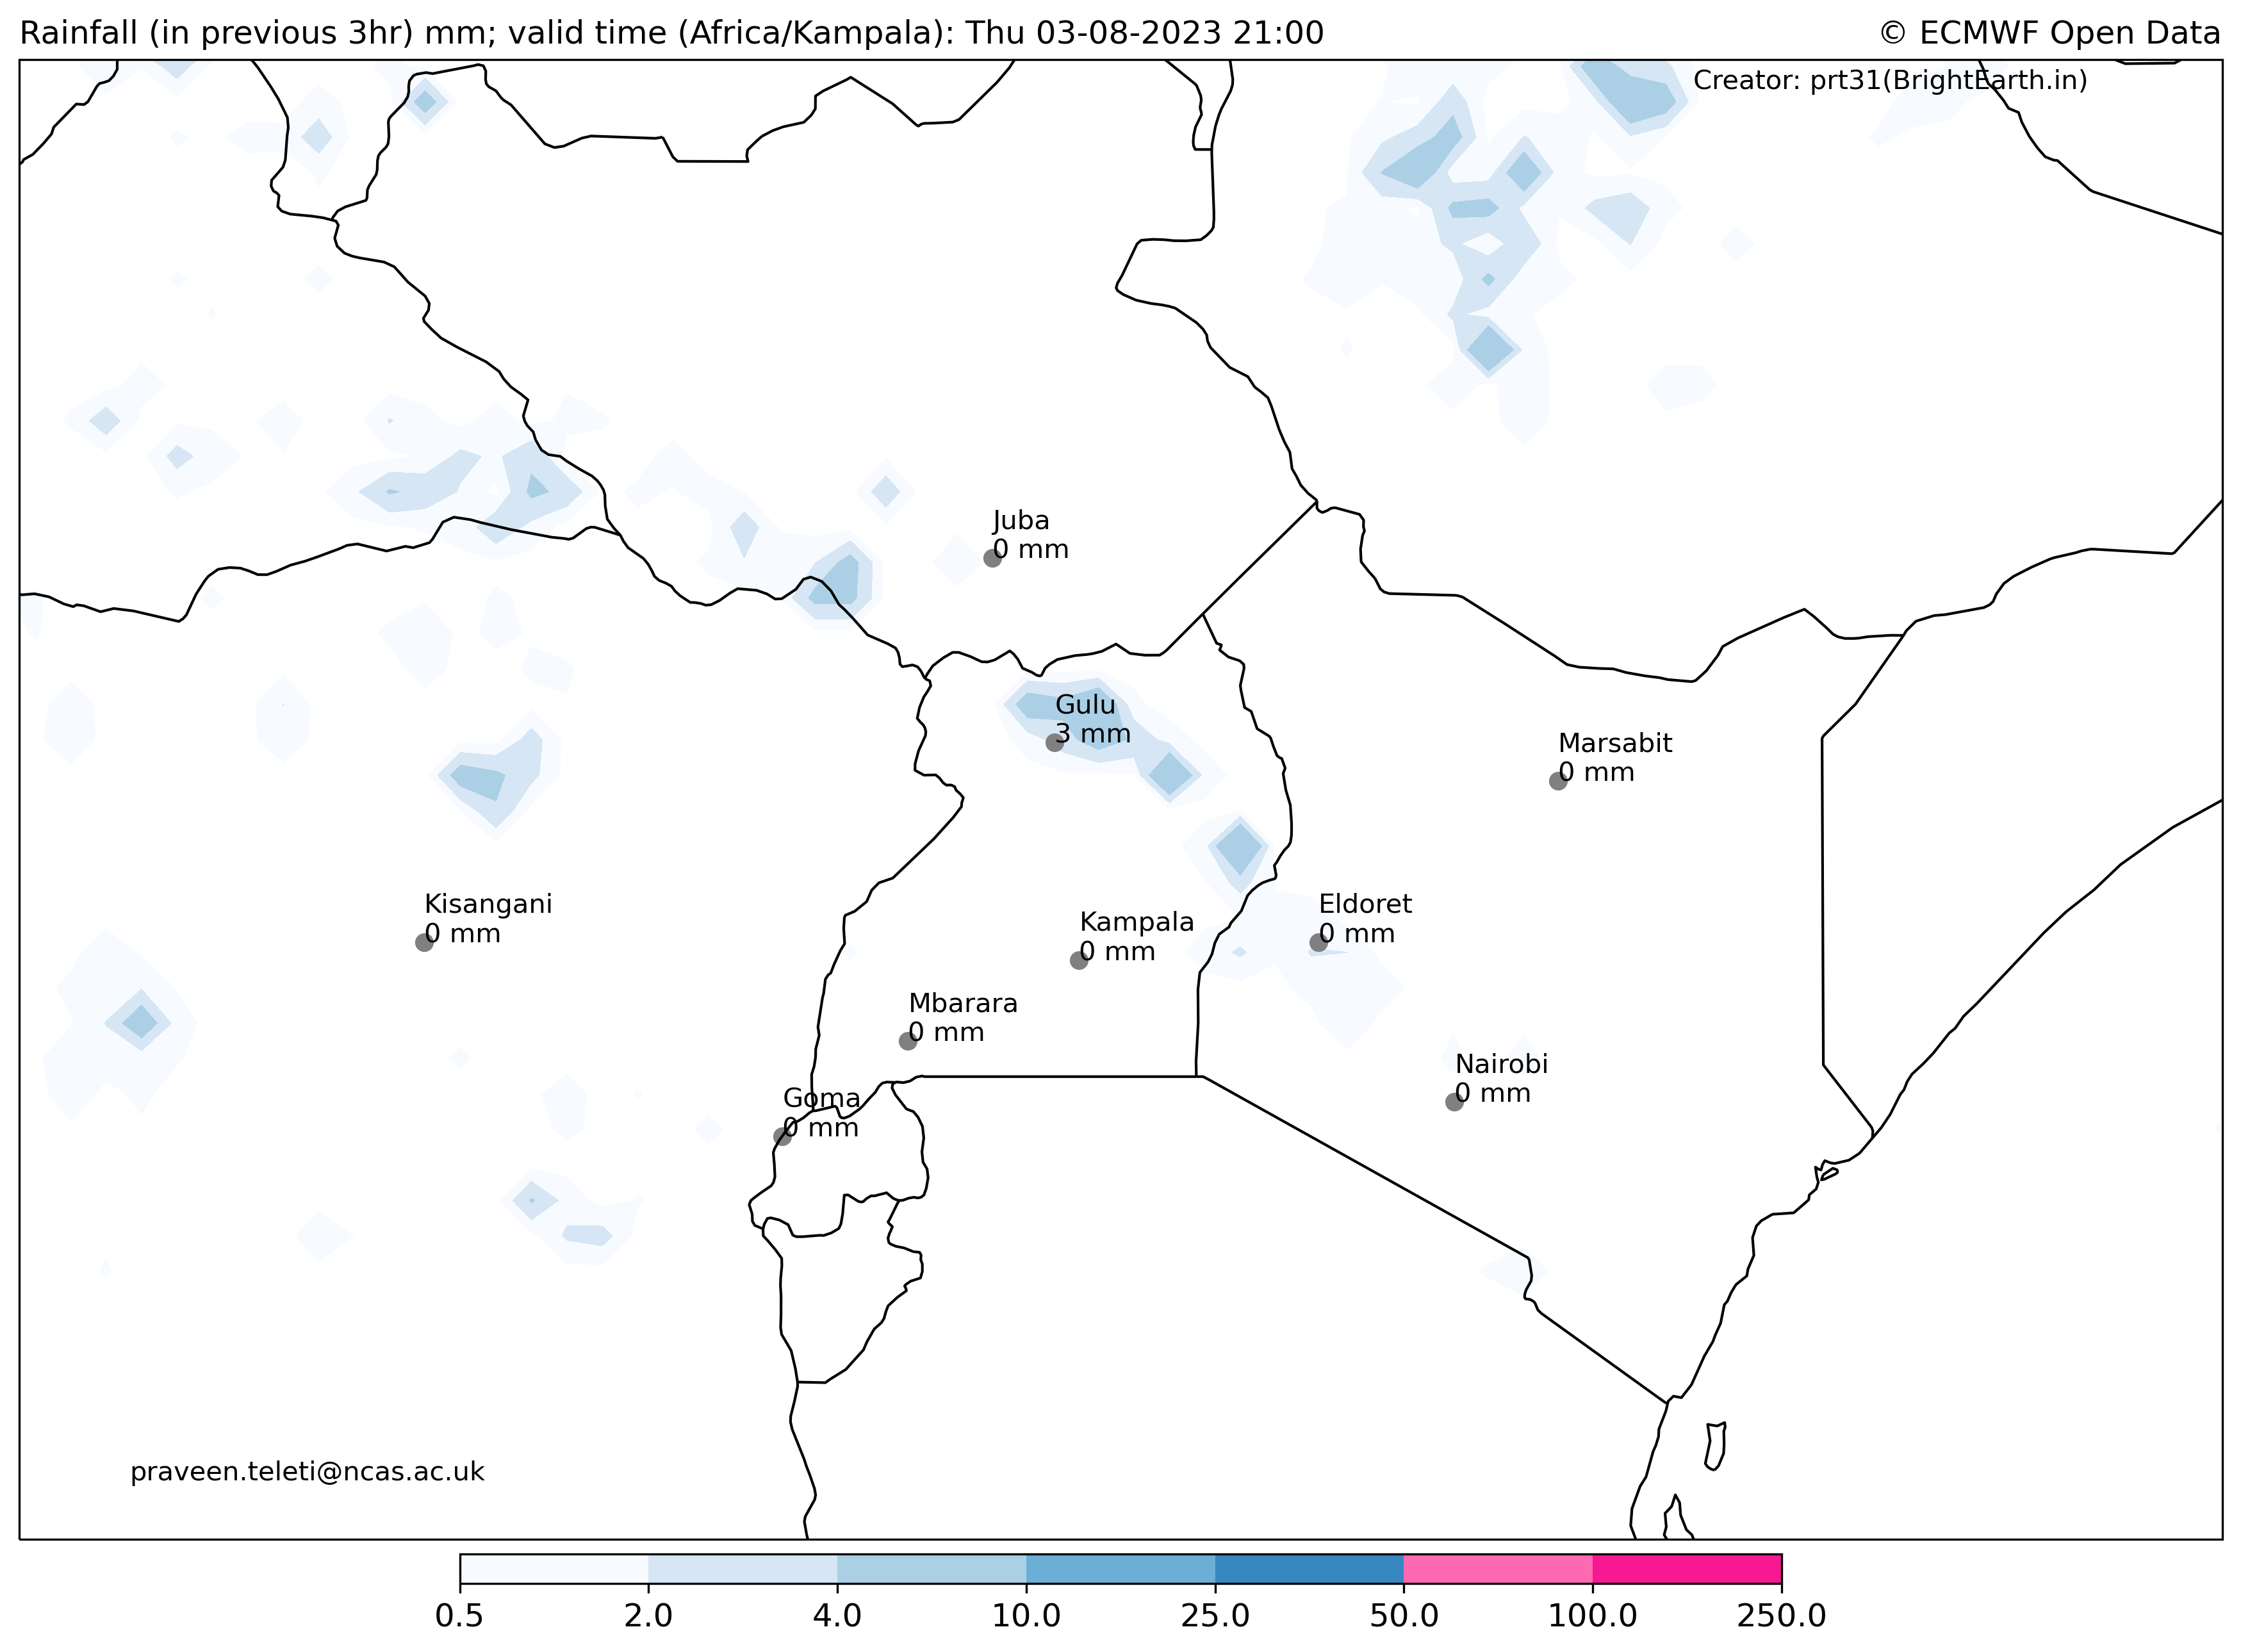 Rainfall (in previous 3hr) mm; valid time (Africa/Kampala): Thu 03-08-2023 21:00
© ECMWF Open Data
Creator: prt31(BrightEarth.in)
Juba
0 mm
Gulu
3 mm
Marsabit
0 mm
Kisangani
0 mm
Kampala
0 mm
Eldoret
0 mm
Mbarara
0 mm
Nairobi
0 mm
Goma
0 mm
praveen.teleti@ncas.ac.uk
0.5 2.0 4.0 10.0 25.0 50.0 100.0 250.0